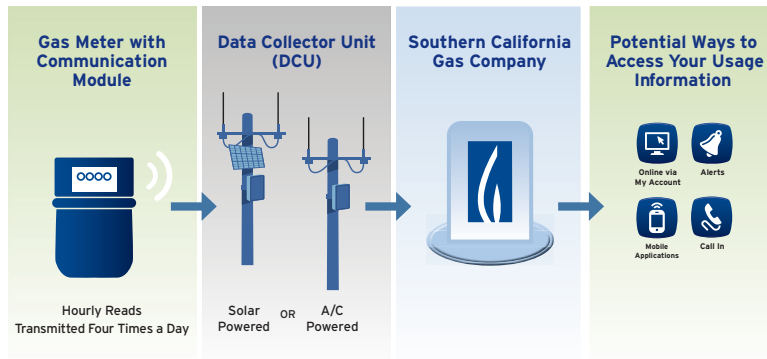 Gas Meter with
Communication
Module
Hourly Reads
Transmitted Four Times a Day
Data Collector Unit
(DCU)
Solar
Powered
OR
A/C
Powered
Southern California
Gas Company
Potential Ways to
Access Your Usage
Information
Online via
My Account
Alerts
Mobile
Applications
Call In